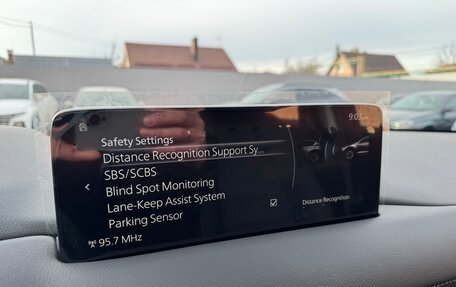 9:03
Safety Settings
Distance Recognition Support Sy...
SBS/SCBS
Blind Spot Monitoring
Lane-Keep Assist System
Parking Sensor
Distance Recognition
95.7 MHz